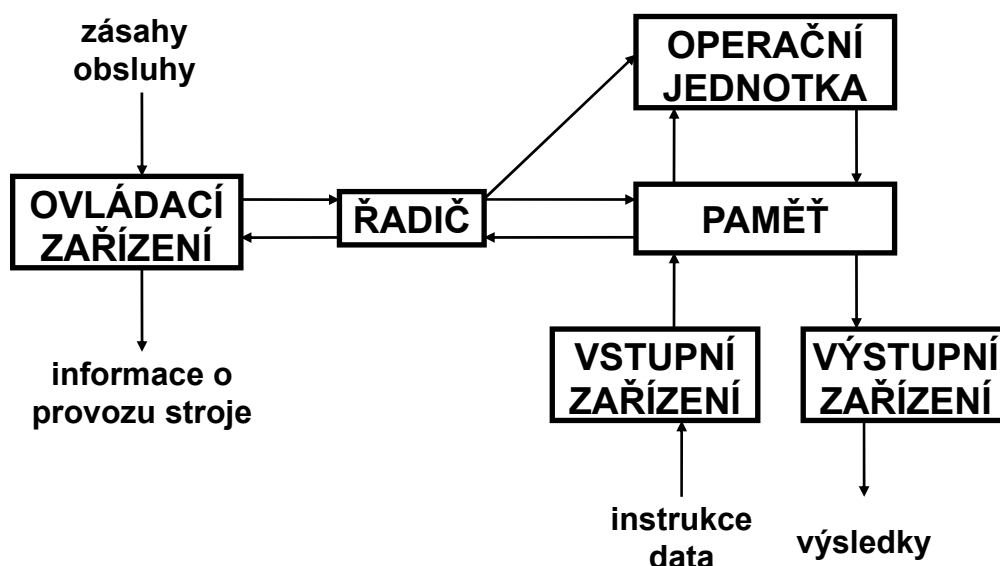 zásahy
obsluhy
OPERAČNÍ
JEDNOTKA
OVLÁDACÍ
ZAŘÍZENÍ
ŘADIČ
PAMĚŤ
VSTUPNÍ
ZAŘÍZENÍ
VÝSTUPNÍ
ZAŘÍZENÍ
informace o
provozu stroje
instrukce
data
výsledky